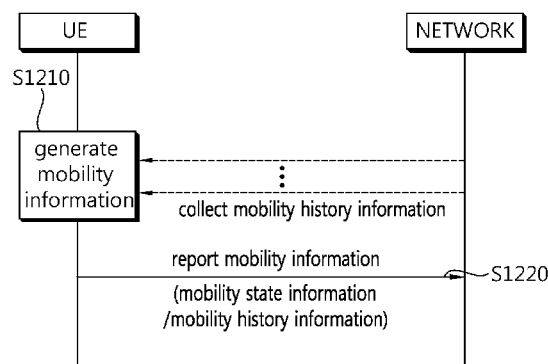 UE
NETWORK
S1210
generate
mobility
information
collect mobility history information
report mobility information
S1220
(mobility state information
/mobility history information)